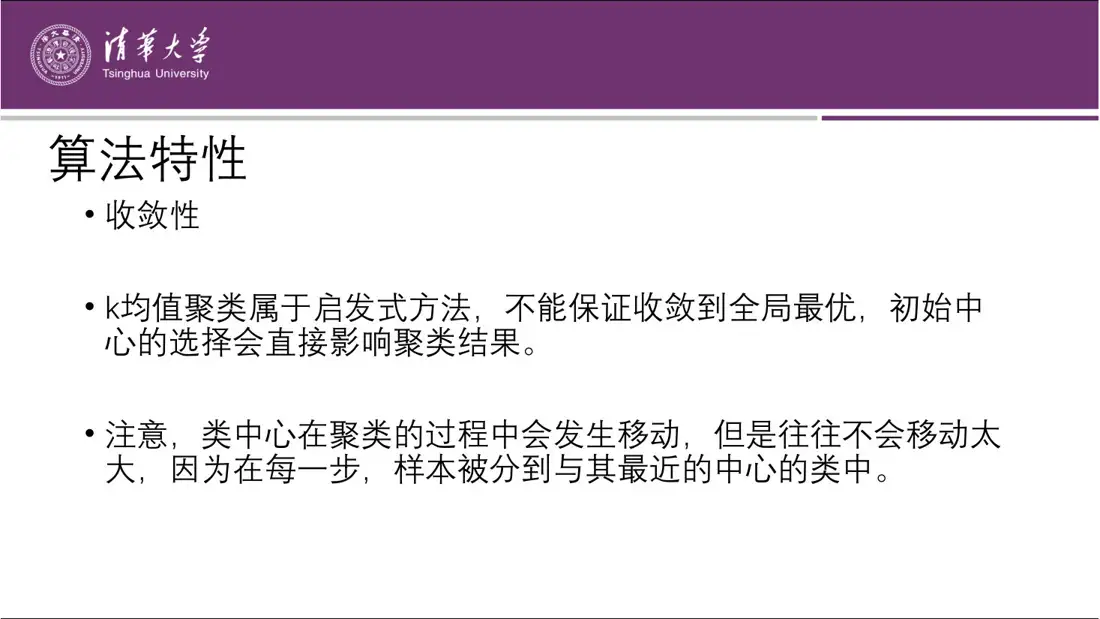 清華大学
Tsinghua University
算法特性
• 收敛性
• k均值聚类属于启发式方法，不能保证收敛到全局最优，初始中
心的选择会直接影响聚类结果。
• 注意，类中心在聚类的过程中会发生移动，但是往往不会移动太
大，因为在每一步，样本被分到与其最近的中心的类中。